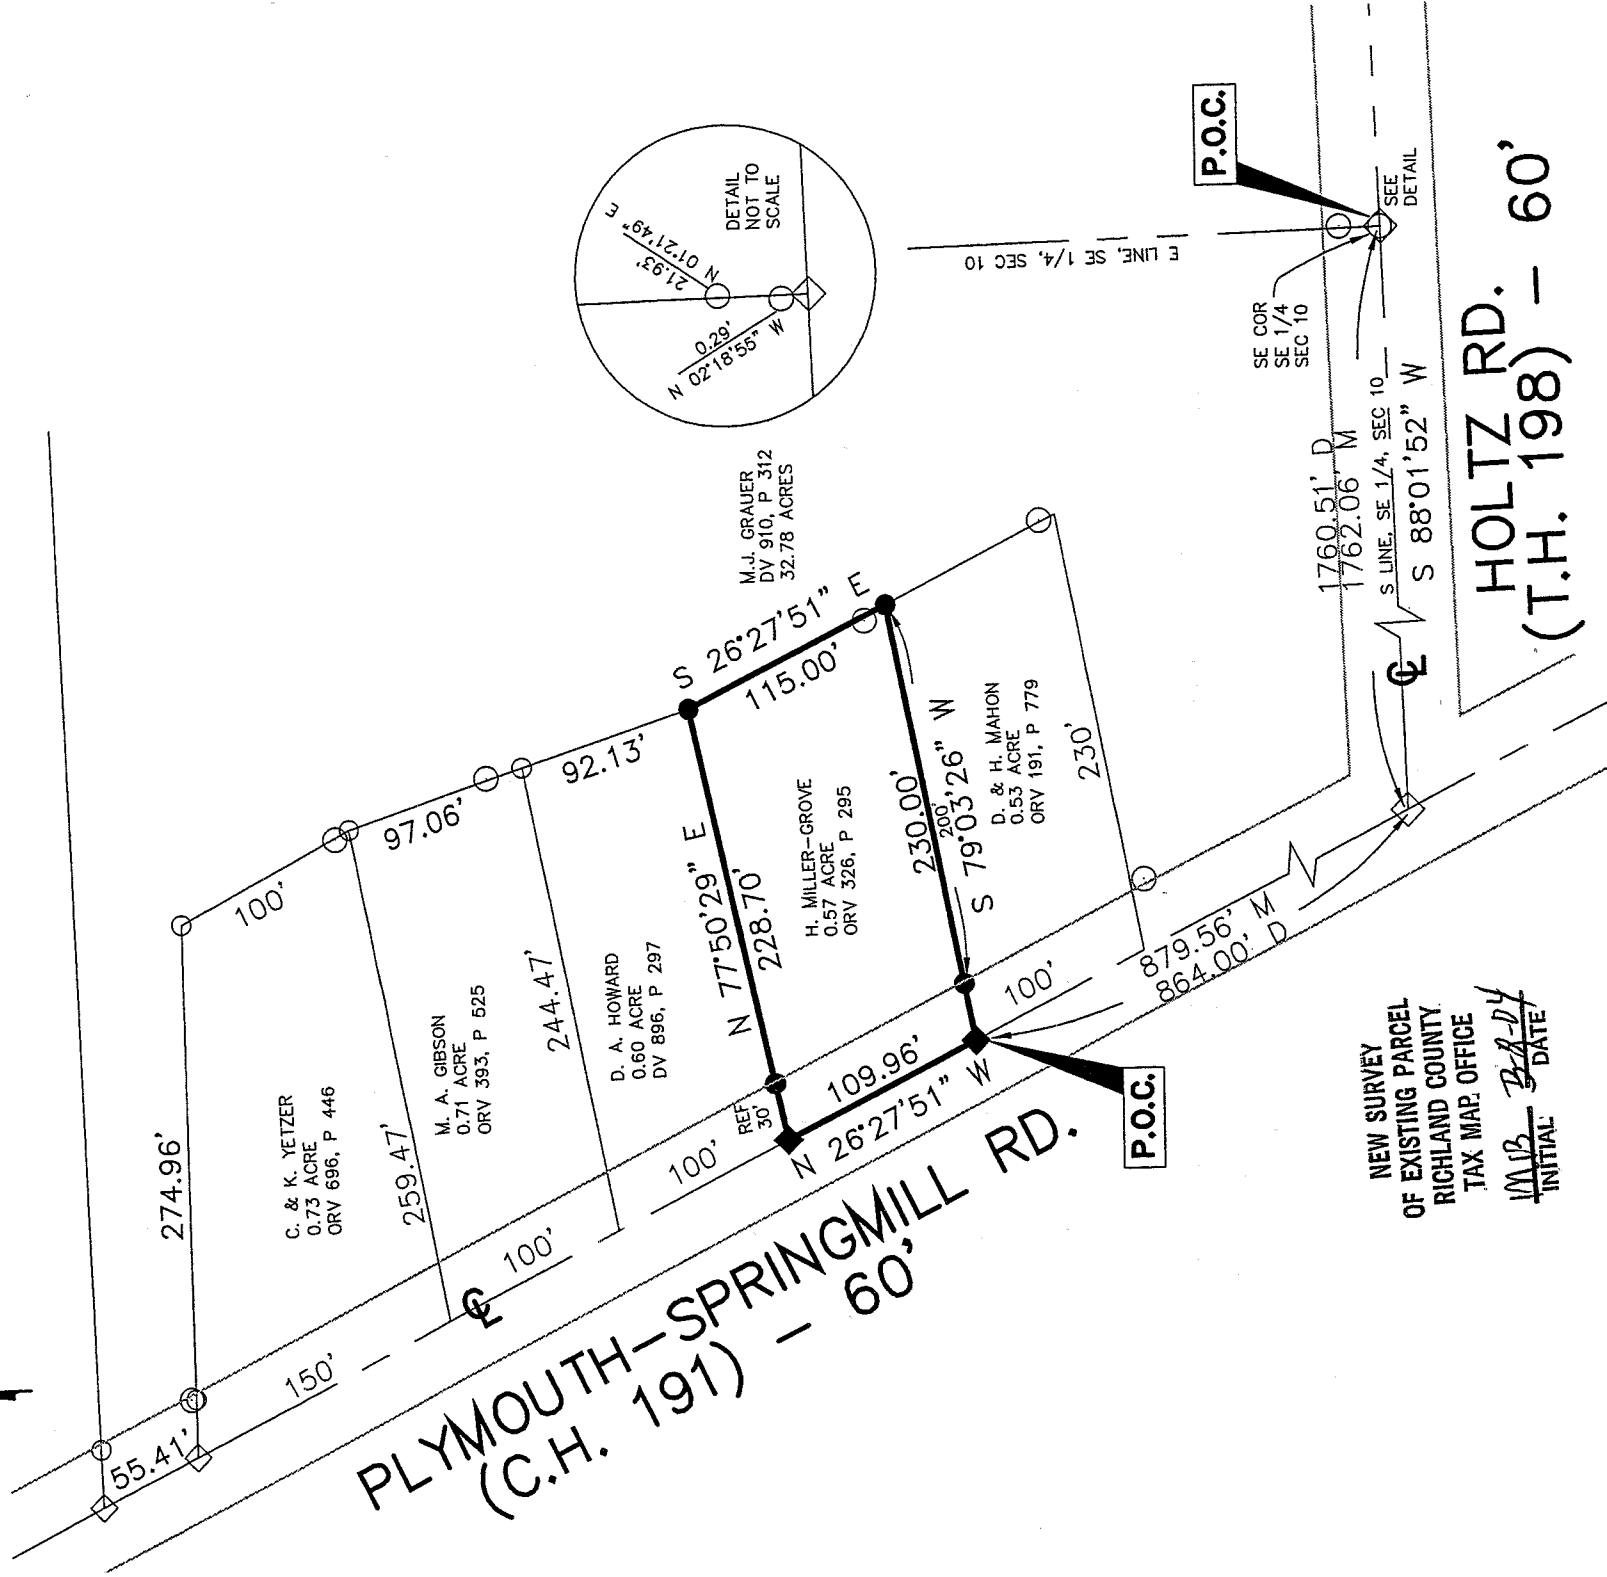 P.O.C.
SEE
DETAIL
DETAIL
NOT TO
SCALE
21.93'
N 01°21'49" E
0.29'
N 02°18'55" W
E LINE, SE 1/4, SEC 10
SE COR
SE 1/4
SEC 10
1760.51' D
1762.06' M
S LINE, SE 1/4, SEC 10
S 88°01'52" W
HOLTZ RD.
(T.H. 198) – 60'
M.J. GRAUER
DV 910, P 312
32.78 ACRES
S 26°27'51" E
115.00'
92.13'
97.06'
100'
274.96'
C. & K. YETZER
0.73 ACRE
ORV 696, P 446
259.47'
M. A. GIBSON
0.71 ACRE
ORV 393, P 525
244.47'
D. A. HOWARD
0.60 ACRE
DV 896, P 297
N 77°50'29" E
228.70'
H. MILLER-GROVE
0.57 ACRE
ORV 326, P 295
230.00'
200'
S 79°03'26" W
D. & H. MAHON
0.53 ACRE
ORV 191, P 779
230'
REF
30'
109.96'
N 26°27'51" W
100'
100'
100'
150'
55.41'
879.56' M
864.00' D
P.O.C.
℄
℄
PLYMOUTH–SPRINGMILL RD.
(C.H. 191) – 60'
NEW SURVEY
OF EXISTING PARCEL
RICHLAND COUNTY
TAX MAP OFFICE
INITIAL DATE